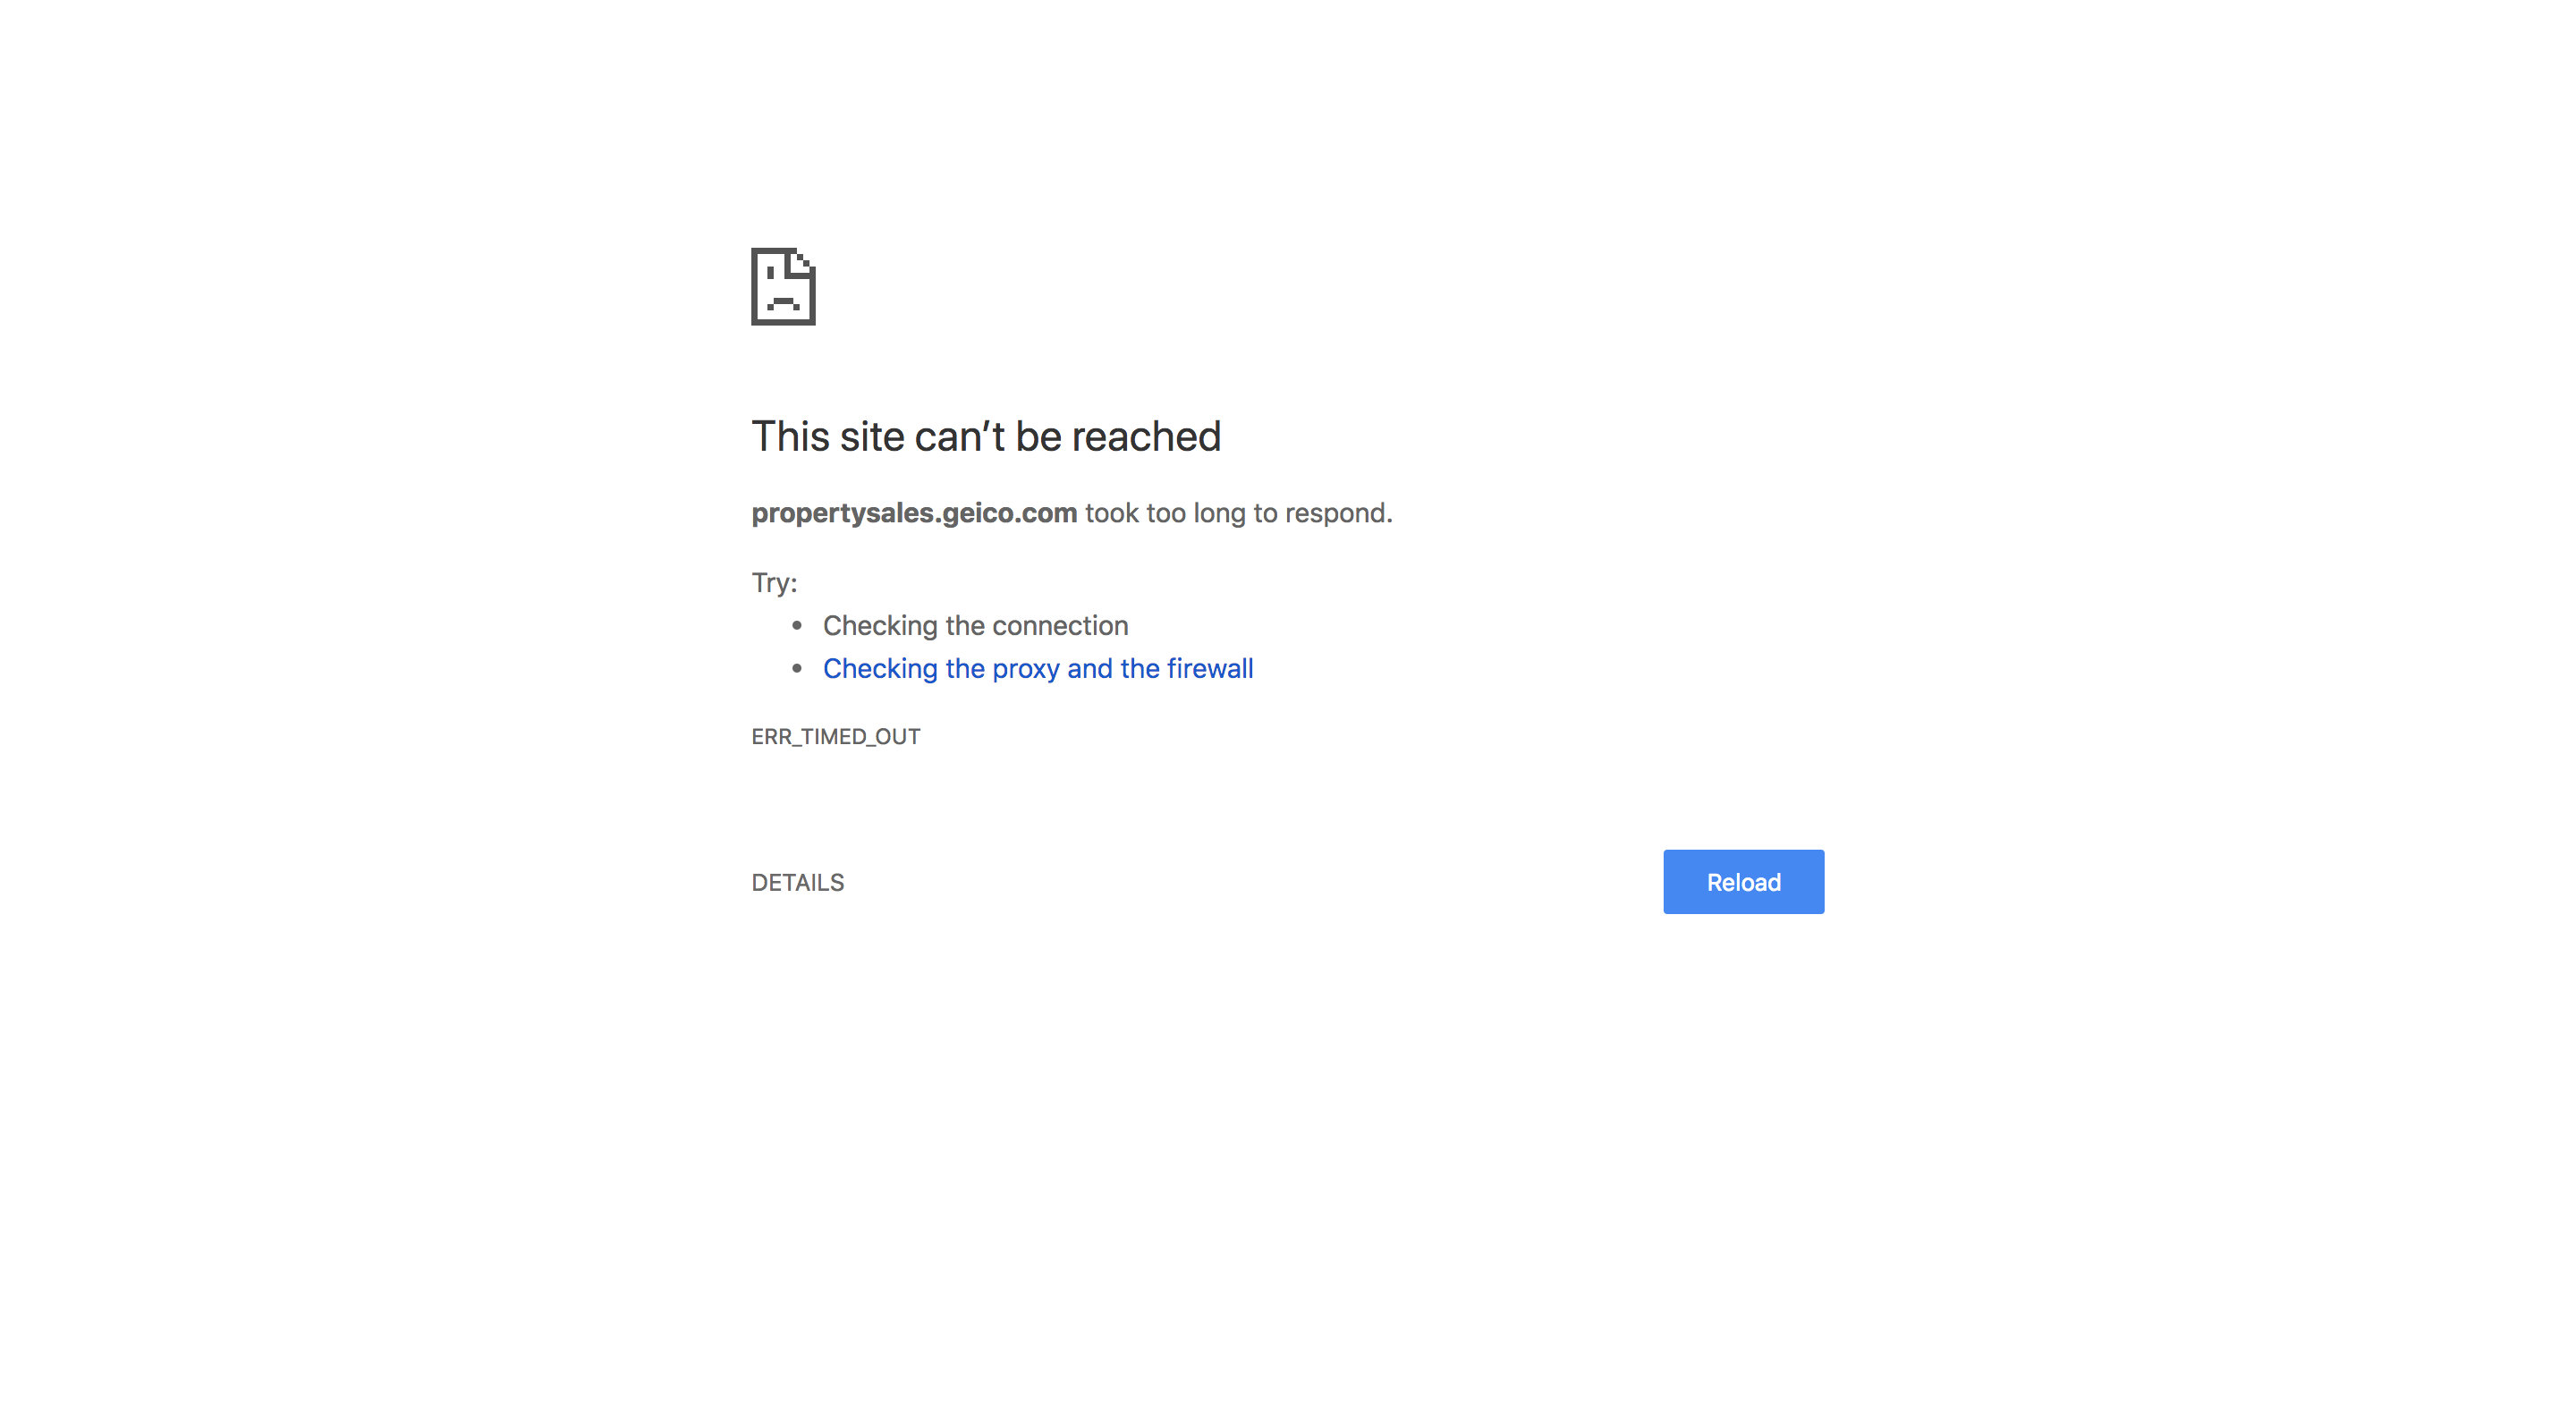 This site can’t be reached
propertysales.geico.com took too long to respond.
Try:
• Checking the connection
• Checking the proxy and the firewall
ERR_TIMED_OUT
DETAILS
Reload